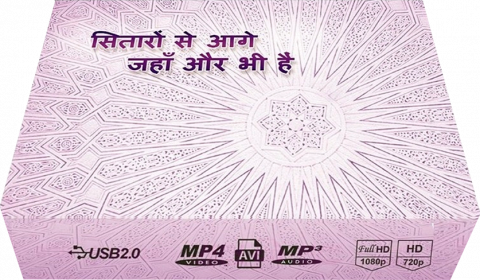 सितारों से आगे
जहाँ और भी है
USB2.0
MP4
VIDEO
AVI
MP³
AUDIO
Full HD
1080p
HD
720p